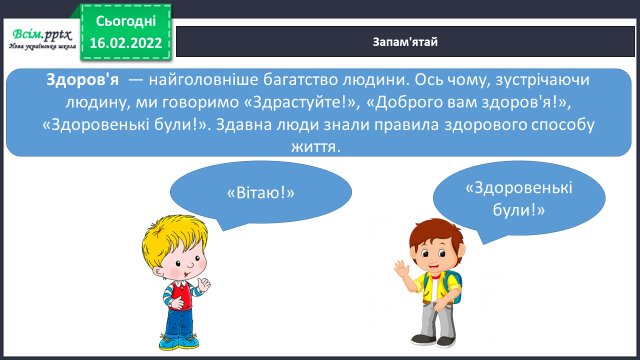 Всім.pptx
Нова українська школа
Сьогодні
16.02.2022
Запам'ятай
Здоров'я — найголовніше багатство людини. Ось чому, зустрічаючи
людину, ми говоримо «Здрастуйте!», «Доброго вам здоров'я!»,
«Здоровенькі були!». Здавна люди знали правила здорового способу
життя.
«Вітаю!»
«Здоровенькі
були!»